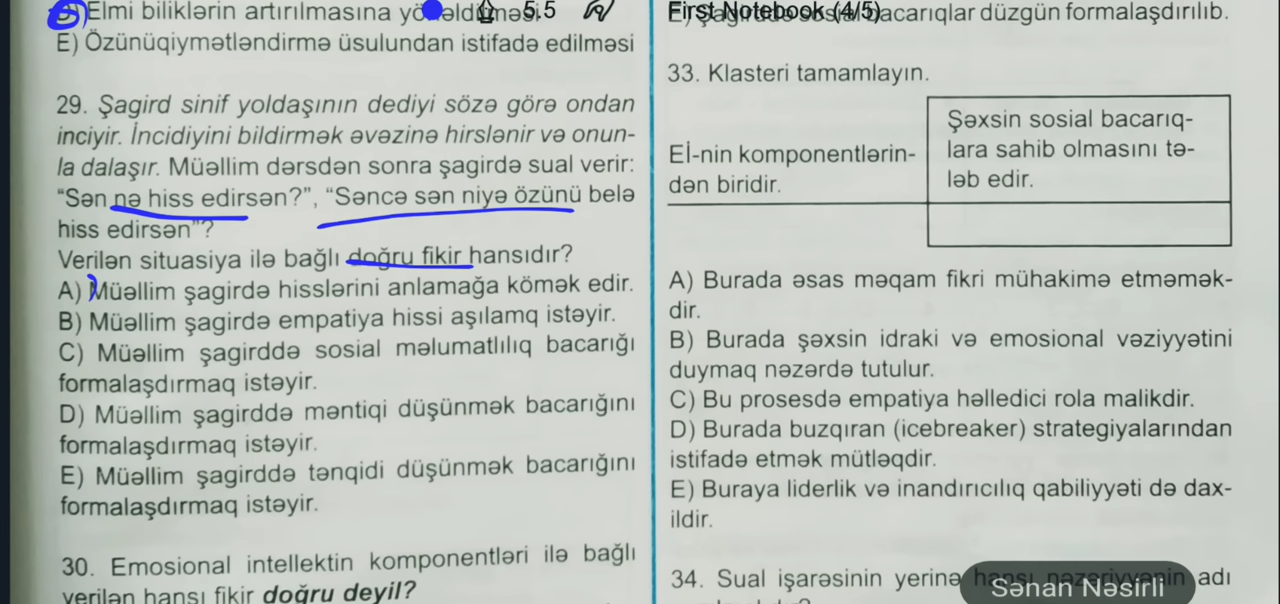 D) Elmi biliklərin artırılmasına yönəldilməsi. 5.5
E) Özünüqiymətləndirmə üsulundan istifadə edilməsi
29. Şagird sinif yoldaşının dediyi sözə görə ondan
inciyir. İncidiyini bildirmək əvəzinə hirslənir və onun-
la dalaşır. Müəllim dərsdən sonra şagirdə sual verir:
“Sən nə hiss edirsən?”, “Səncə sən niyə özünü belə
hiss edirsən”?
Verilən situasiya ilə bağlı doğru fikir hansıdır?
A) Müəllim şagirdə hisslərini anlamağa kömək edir.
B) Müəllim şagirdə empatiya hissi aşılamq istəyir.
C) Müəllim şagirddə sosial məlumatlılıq bacarığı
formalaşdırmaq istəyir.
D) Müəllim şagirddə məntiqi düşünmək bacarığını
formalaşdırmaq istəyir.
E) Müəllim şagirddə tənqidi düşünmək bacarığını
formalaşdırmaq istəyir.
30. Emosional intellektin komponentləri ilə bağlı
verilən hansı fikir doğru deyil?
First Notebook (4/5)
E) Şagirddə sosial bacarıqlar düzgün formalaşdırılıb.
33. Klasteri tamamlayın.
Eİ-nin komponentlərin-
dən biridir.
Şəxsin sosial bacarıq-
lara sahib olmasını tə-
ləb edir.
A) Burada əsas məqam fikri mühakimə etməmək-
dir.
B) Burada şəxsin idraki və emosional vəziyyətini
duymaq nəzərdə tutulur.
C) Bu prosesdə empatiya həlledici rola malikdir.
D) Burada buzqıran (icebreaker) strategiyalarından
istifadə etmək mütləqdir.
E) Buraya liderlik və inandırıcılıq qabiliyyəti də dax-
ildir.
34. Sual işarəsinin yerinə hansı nəzəriyyənin adı
Sənan Nəsirli